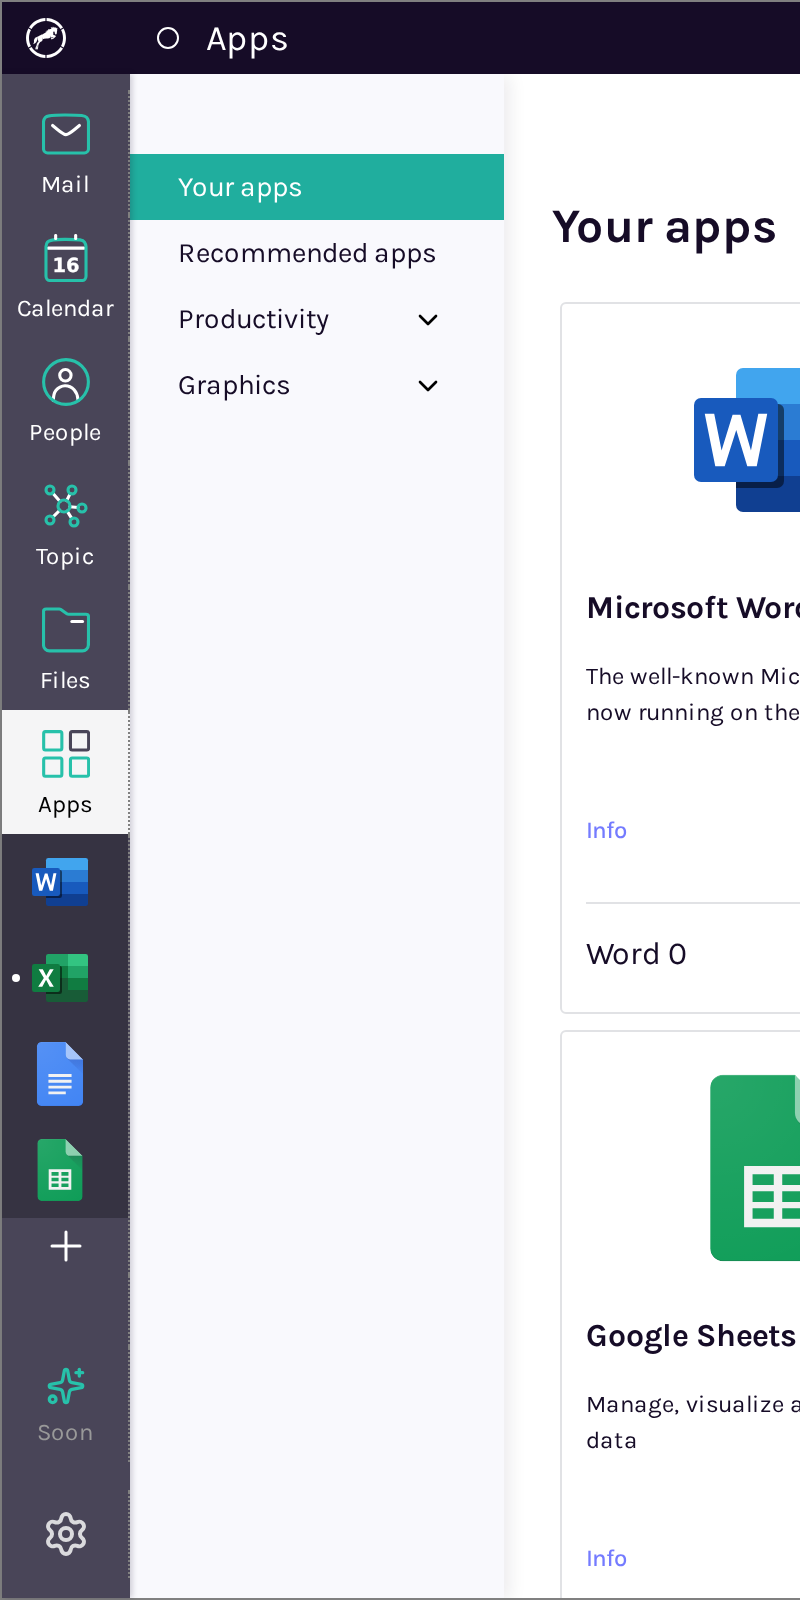 Apps
Mail
16
Calendar
People
Topic
Files
Apps
W
X
Soon
Your apps
Recommended apps
Productivity
Graphics
Your apps
W
Microsoft Word
The well-known Mic
now running on the
Info
Word 0
Google Sheets
Manage, visualize a
data
Info